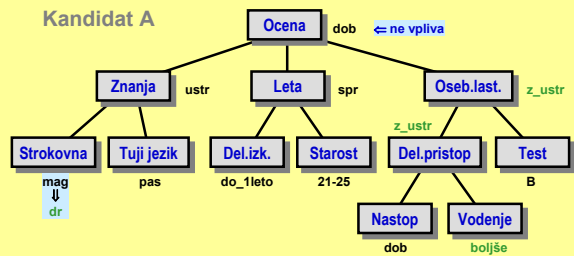 Kandidat A
Ocena dob ⇐ ne vpliva
Znanja ustr Leta spr Oseb.last. z_ustr
z_ustr
Strokovna Tuji jezik Del.izk. Starost Del.pristop Test
mag pas do_1leto 21-25 B
⇓
dr
Nastop Vodenje
dob boljše